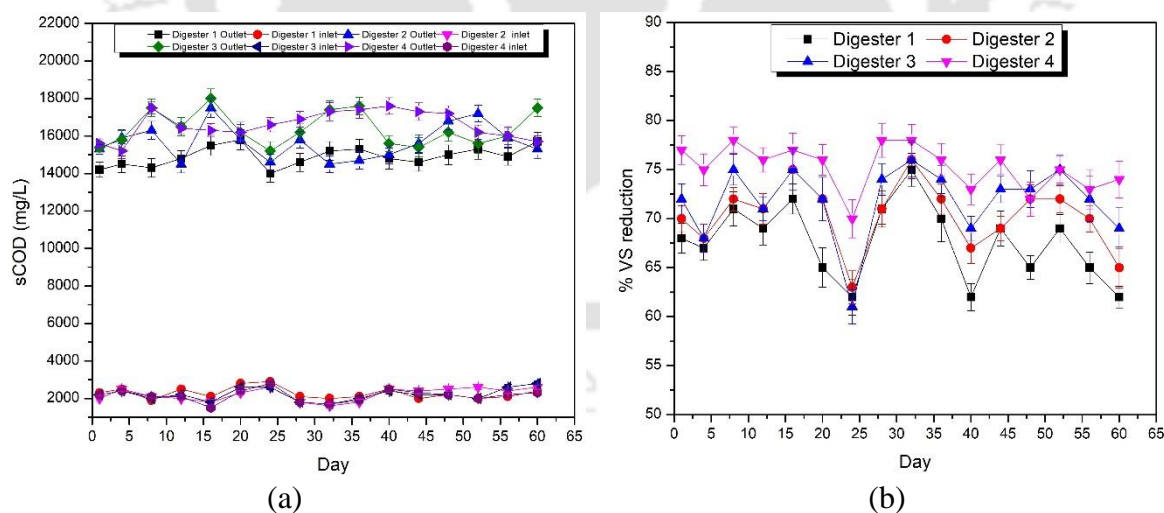 22000
20000
18000
16000
14000
12000
10000
8000
6000
4000
2000
sCOD (mg/L)
Digester 1 Outlet Digester 1 inlet Digester 2 Outlet Digester 2 inlet
Digester 3 Outlet Digester 3 inlet Digester 4 Outlet Digester 4 inlet
0 5 10 15 20 25 30 35 40 45 50 55 60 65
Day
(a)
90
85
80
75
70
65
60
55
50
% VS reduction
Digester 1 Digester 2
Digester 3 Digester 4
0 5 10 15 20 25 30 35 40 45 50 55 60 65
Day
(b)